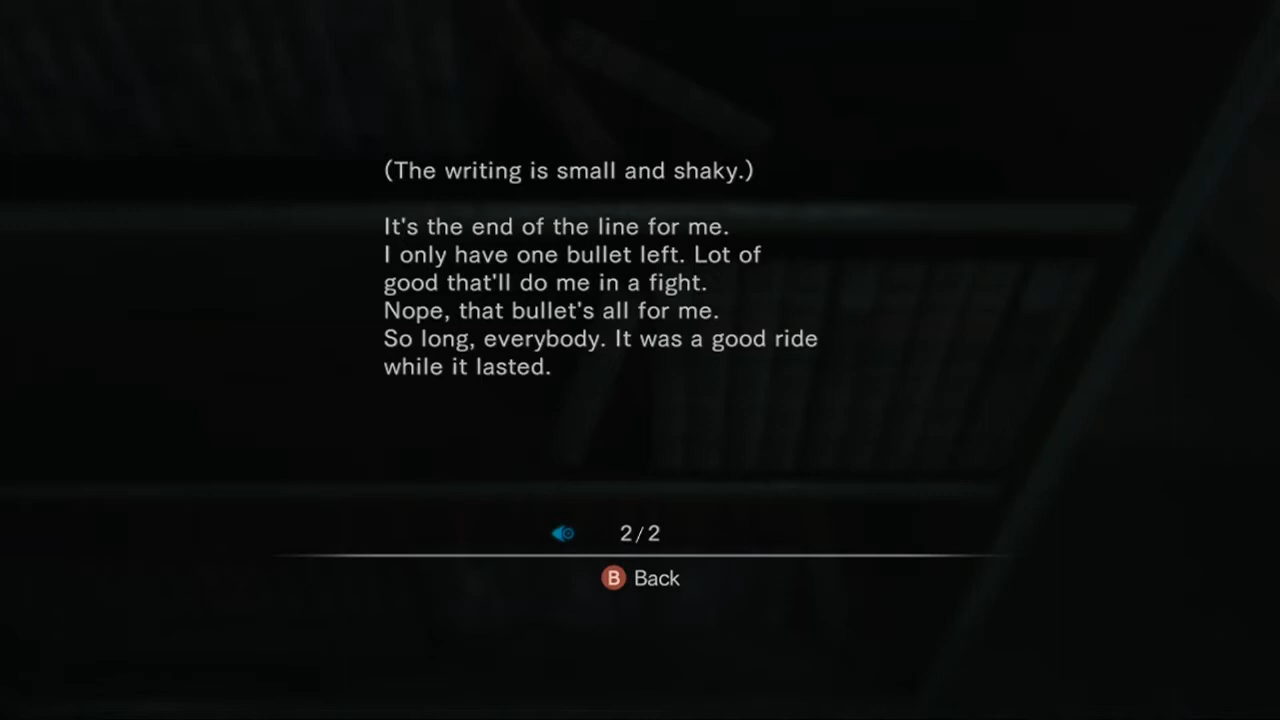 (The writing is small and shaky.)
It's the end of the line for me.
I only have one bullet left. Lot of
good that'll do me in a fight.
Nope, that bullet's all for me.
So long, everybody. It was a good ride
while it lasted.
2/2
B Back